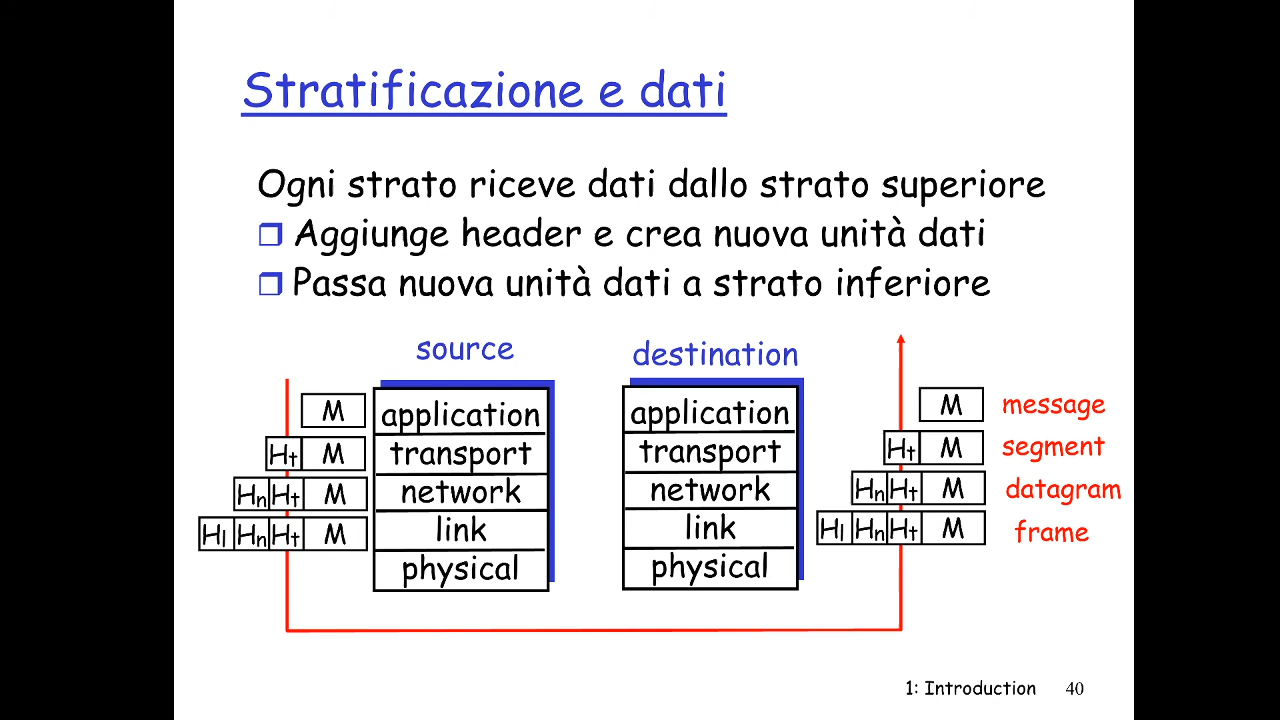 Stratificazione e dati
Ogni strato riceve dati dallo strato superiore
Aggiunge header e crea nuova unità dati
Passa nuova unità dati a strato inferiore
source
destination
M
application
application
M
message
Ht M
transport
transport
Ht M
segment
Hn Ht M
network
network
Hn Ht M
datagram
Hl Hn Ht M
link
link
Hl Hn Ht M
frame
physical
physical
1: Introduction 40